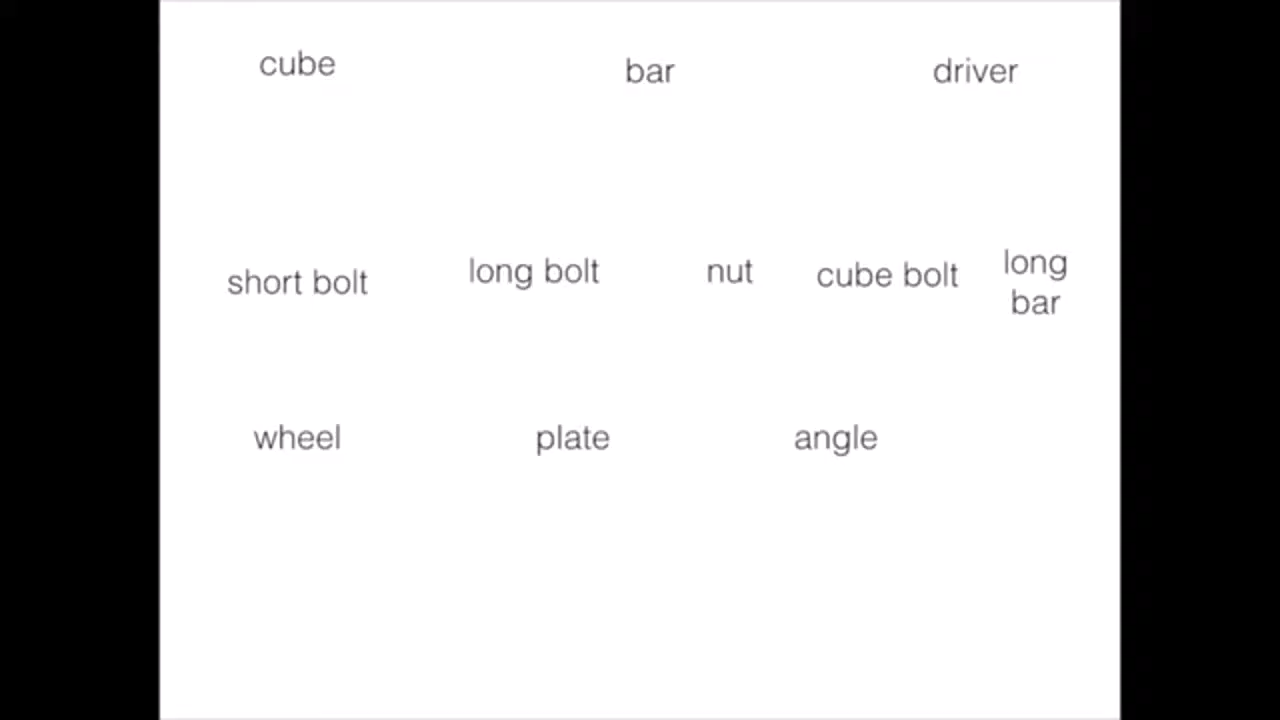 cube bar driver
short bolt long bolt nut cube bolt long
bar
wheel plate angle